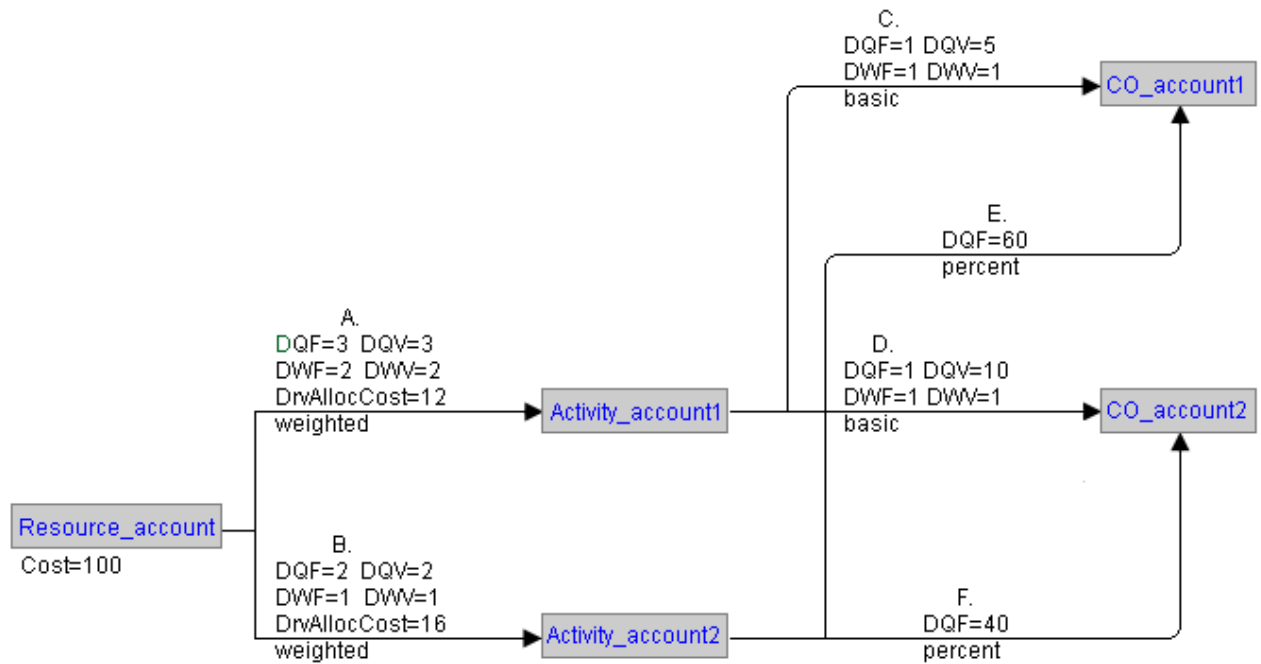 C.
DQF=1 DQV=5
DWF=1 DWV=1
basic
CO_account1
E.
DQF=60
percent
A.
DQF=3 DQV=3
DWF=2 DWV=2
DrvAllocCost=12
weighted
Activity_account1
D.
DQF=1 DQV=10
DWF=1 DWV=1
basic
CO_account2
Resource_account
Cost=100
B.
DQF=2 DQV=2
DWF=1 DWV=1
DrvAllocCost=16
weighted
Activity_account2
F.
DQF=40
percent